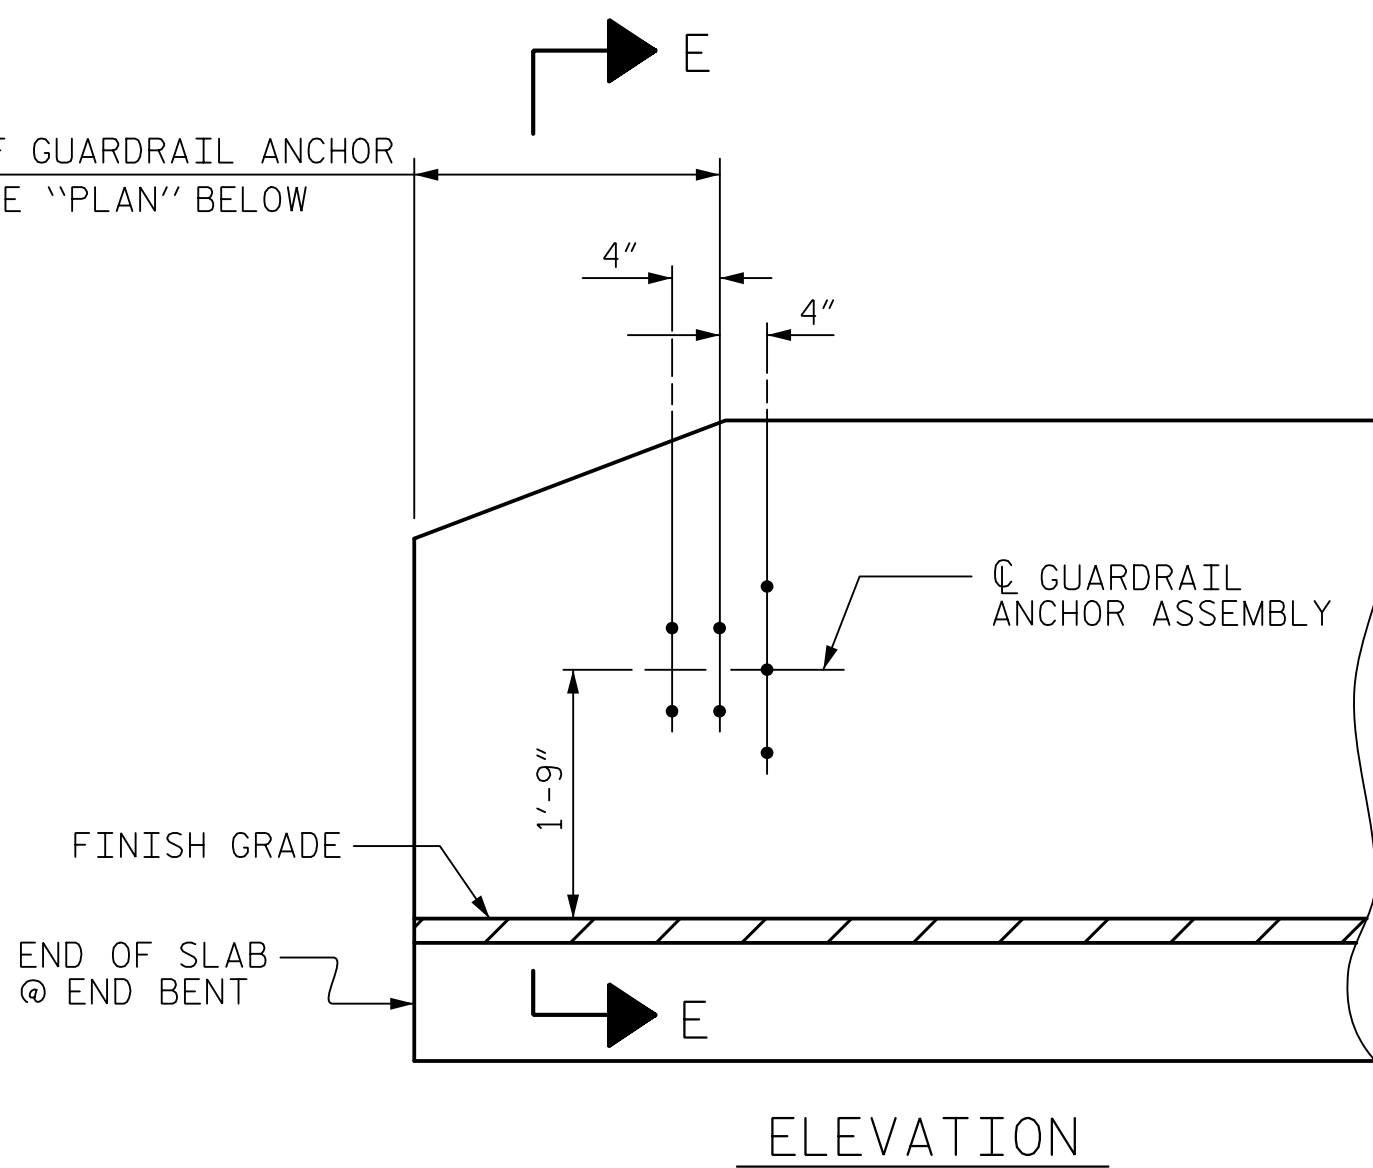 E
GUARDRAIL ANCHOR
“PLAN” BELOW
4"
4"
℄ GUARDRAIL
ANCHOR ASSEMBLY
1'-9"
FINISH GRADE
END OF SLAB
@ END BENT
E
ELEVATION